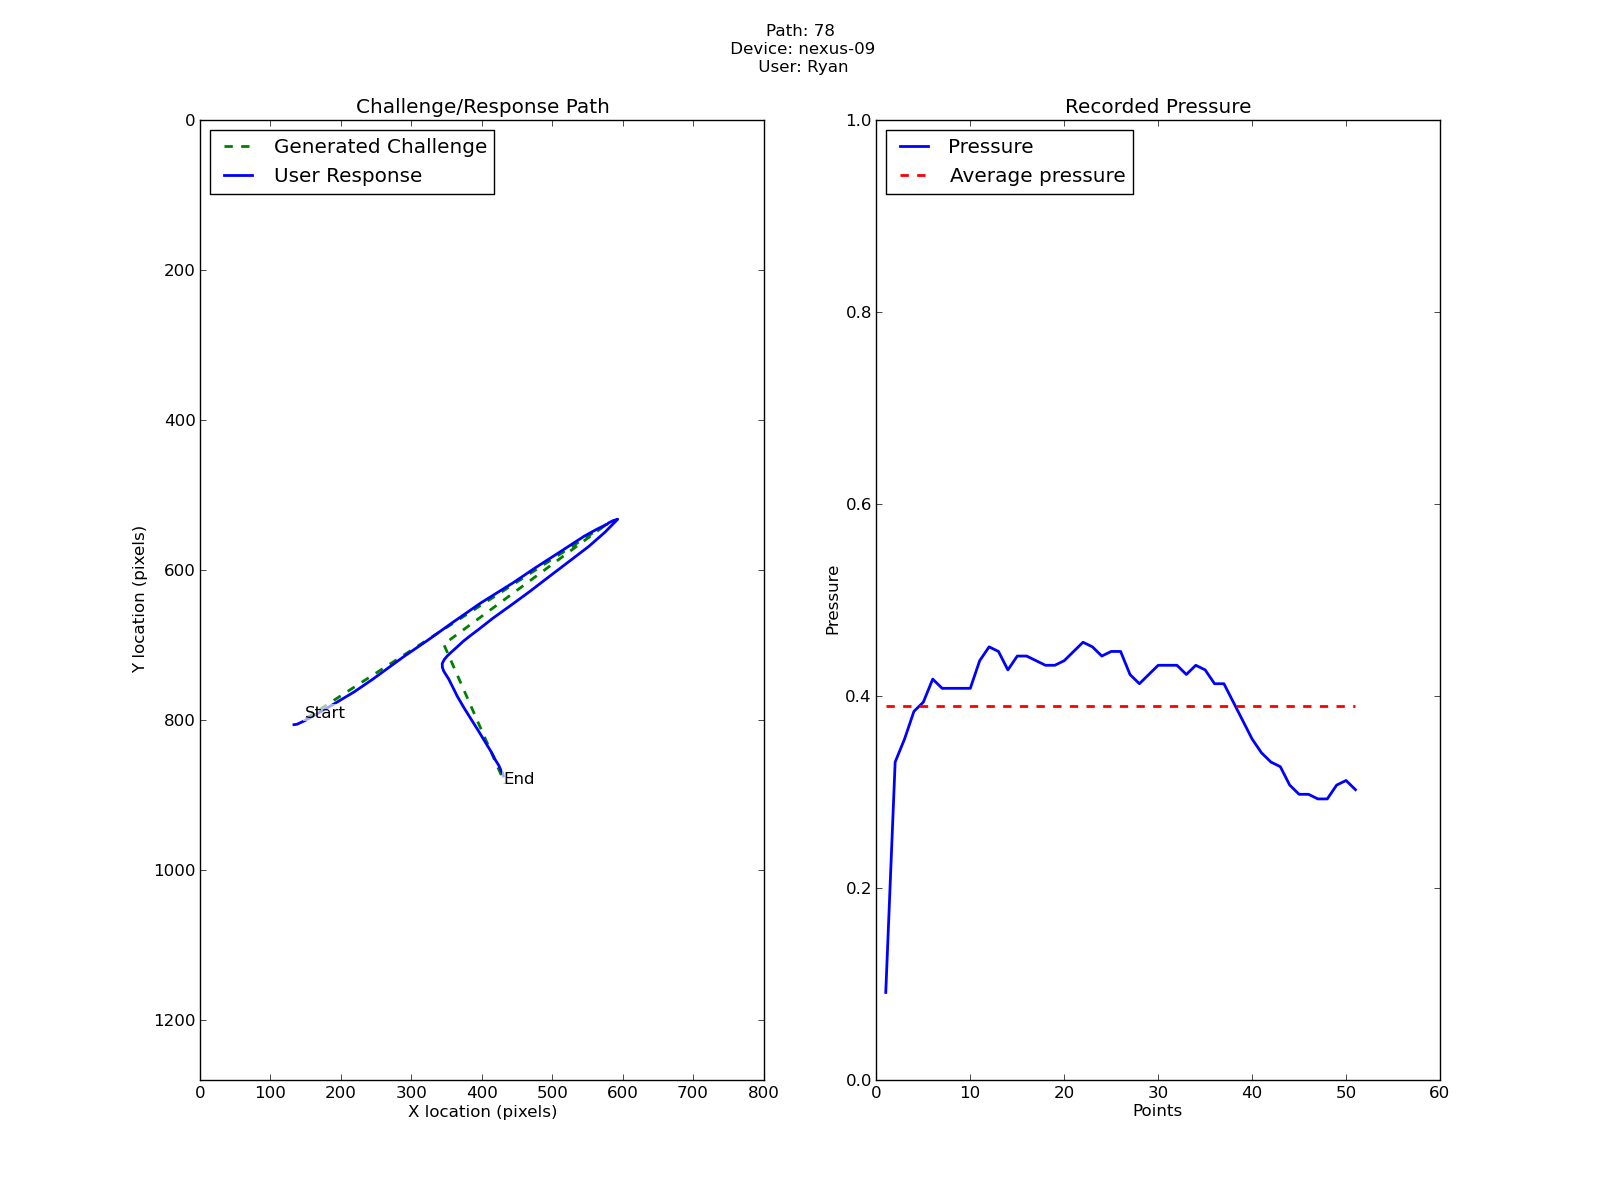 Path: 78
Device: nexus-09
User: Ryan
Challenge/Response Path
Generated Challenge
User Response
0
200
400
600
800
1000
1200
Y location (pixels)
Start
End
0 100 200 300 400 500 600 700 800
X location (pixels)
Recorded Pressure
Pressure
Average pressure
1.0
0.8
0.6
0.4
0.2
0.0
Pressure
0 10 20 30 40 50 60
Points